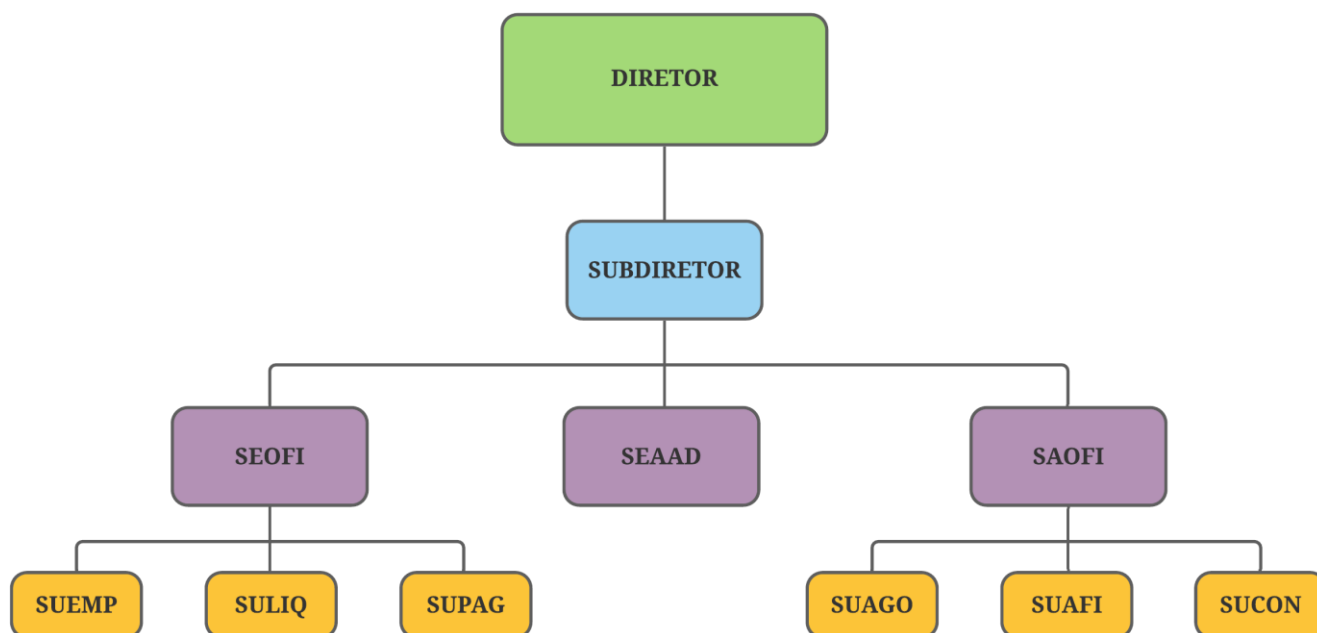 DIRETOR
SUBDIRETOR
SEOFI
SEAAD
SAOFI
SUEMP
SULIQ
SUPAG
SUAGO
SUAFI
SUCON